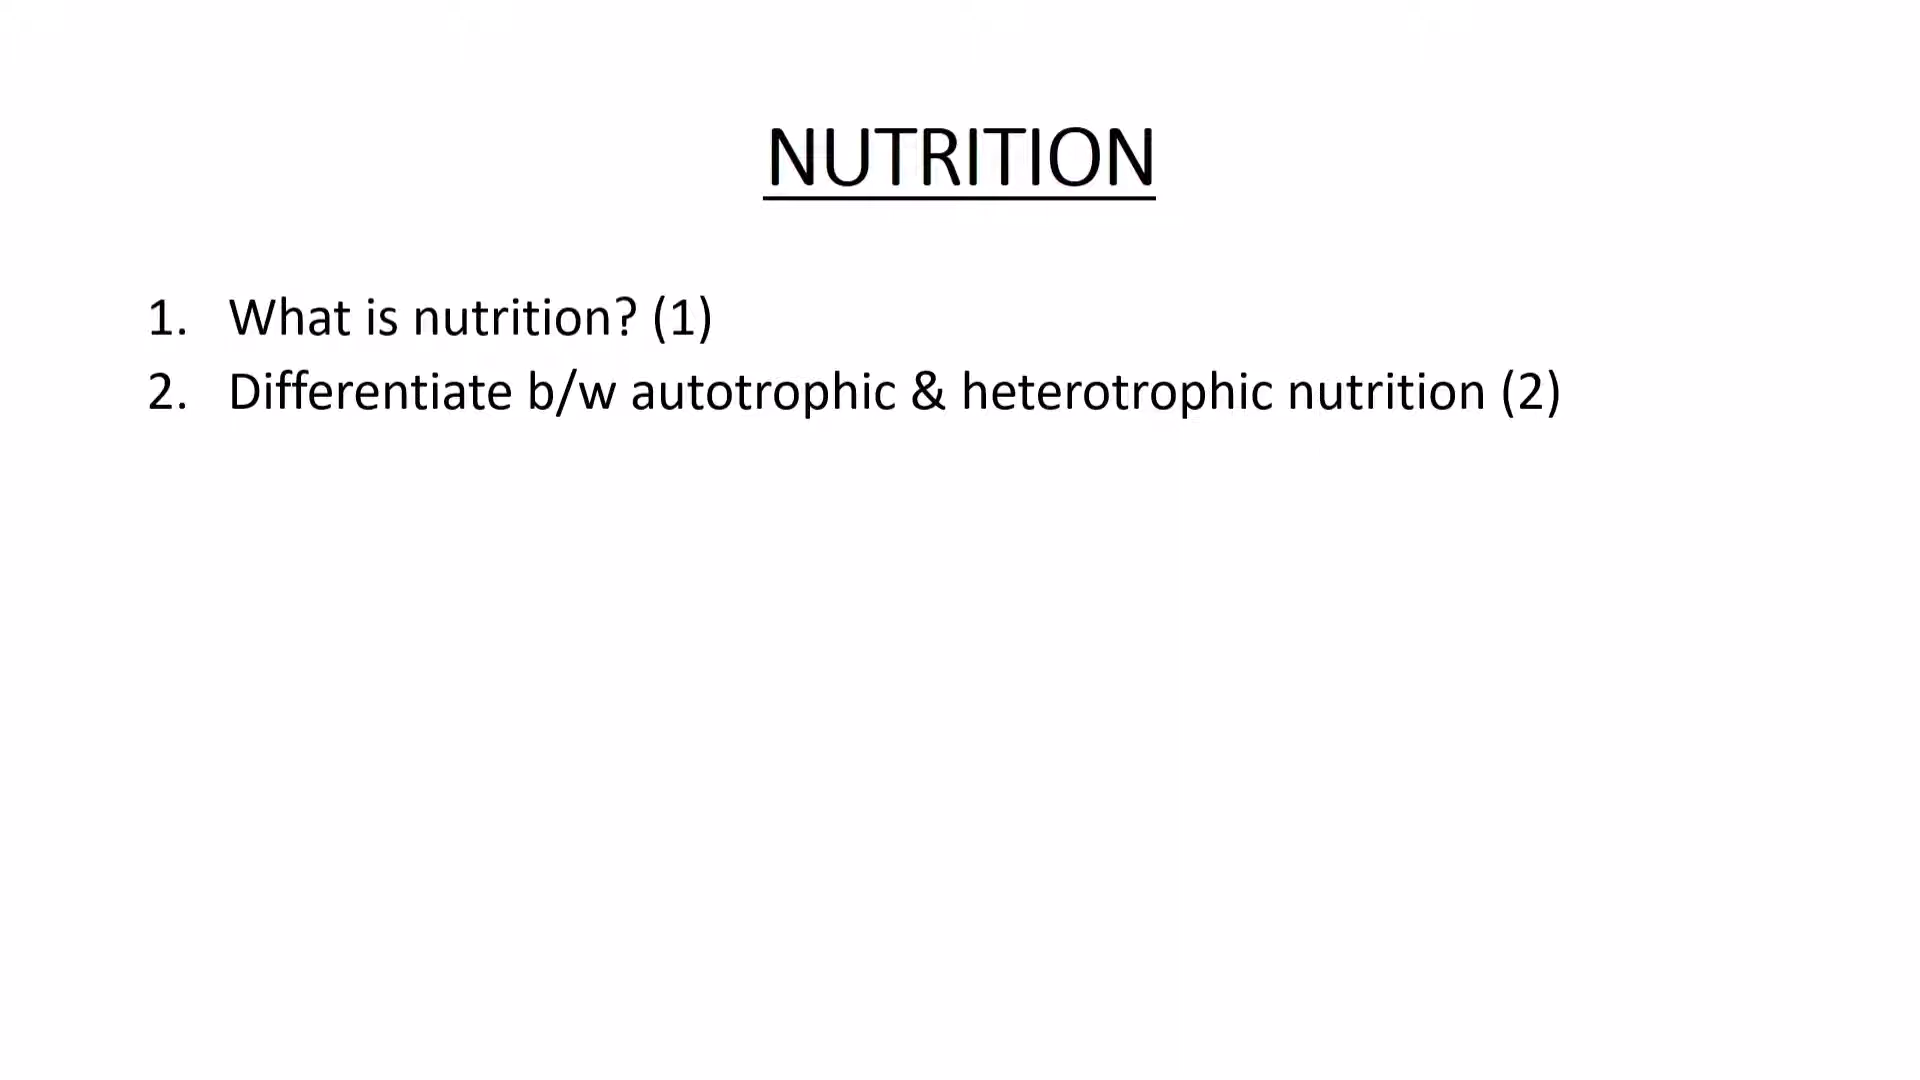 NUTRITION
1. What is nutrition? (1)
2. Differentiate b/w autotrophic & heterotrophic nutrition (2)